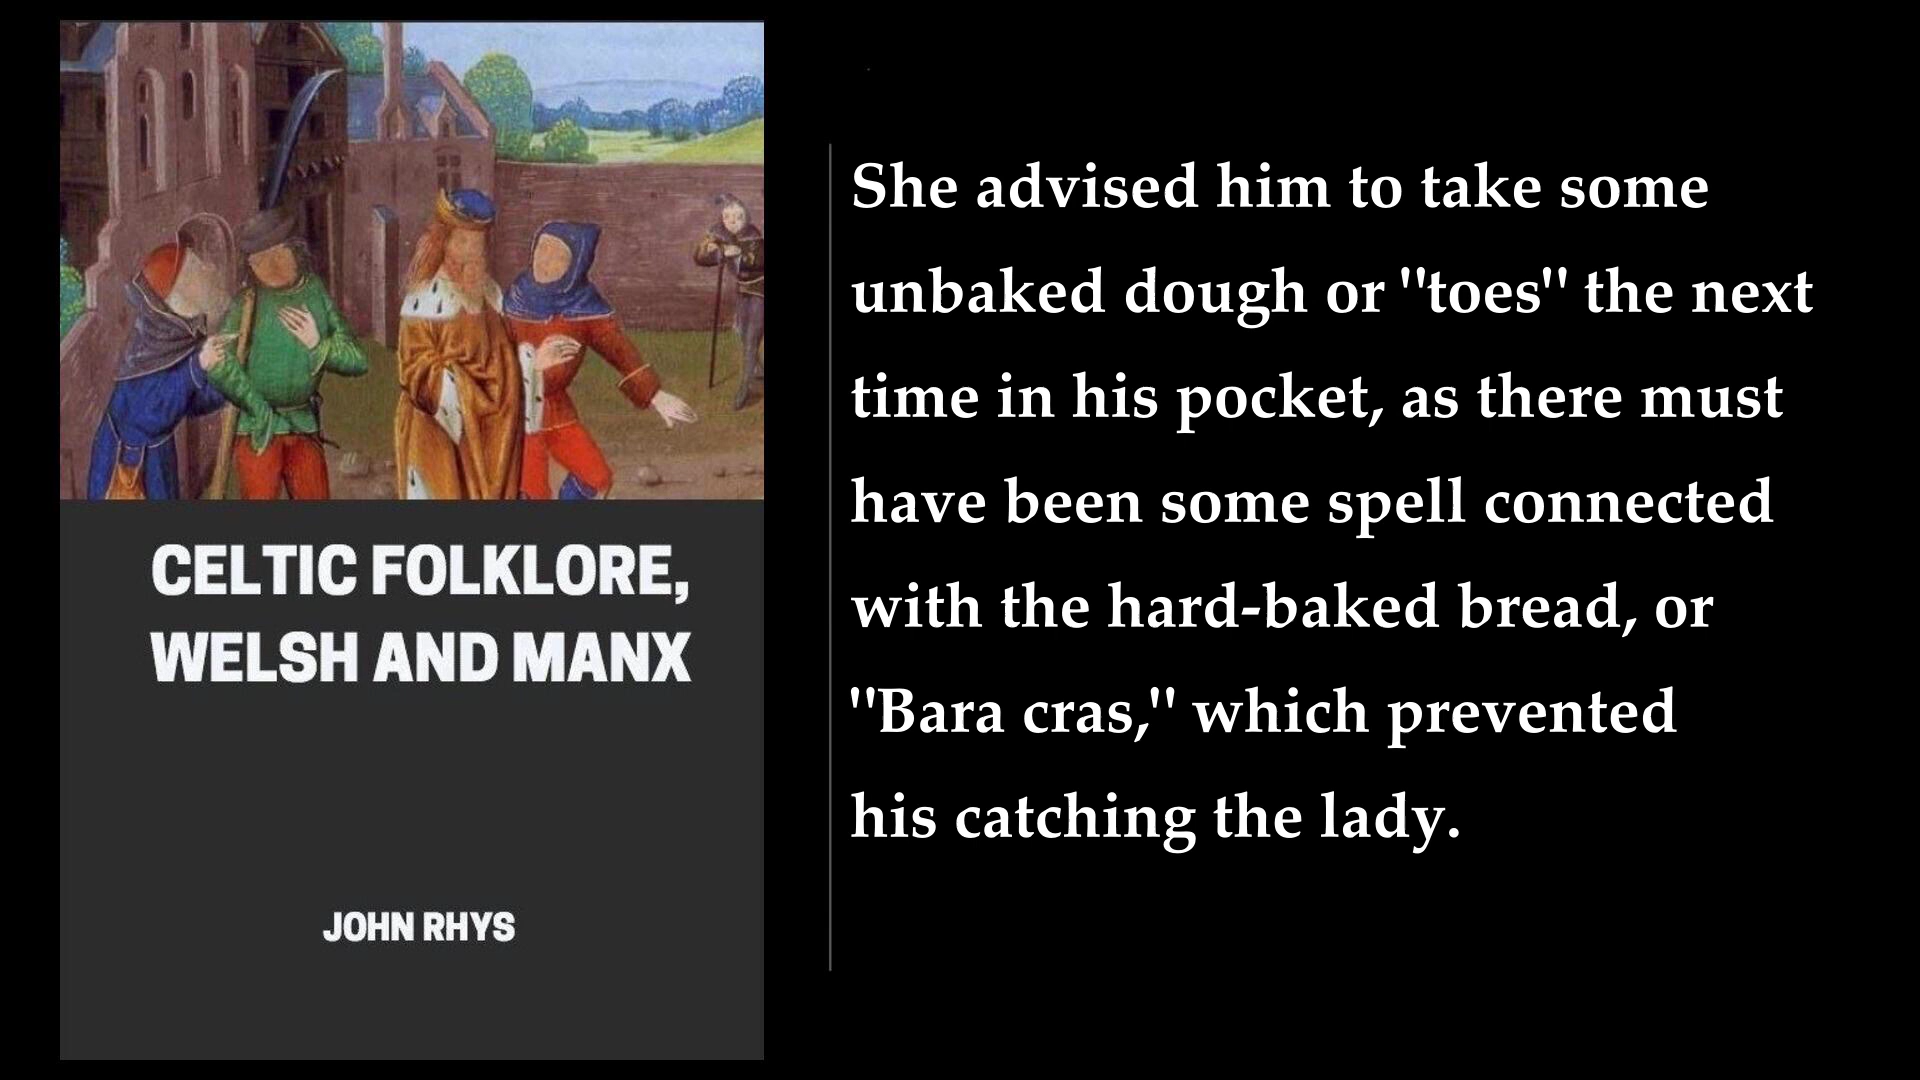 CELTIC FOLKLORE,
WELSH AND MANX
JOHN RHYS
She advised him to take some
unbaked dough or "toes" the next
time in his pocket, as there must
have been some spell connected
with the hard-baked bread, or
"Bara cras," which prevented
his catching the lady.